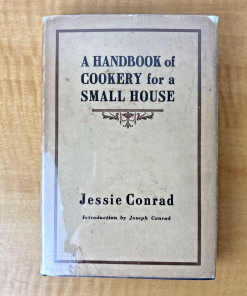 A HANDBOOK of
COOKERY for a
SMALL HOUSE
Jessie Conrad
Introduction by Joseph Conrad